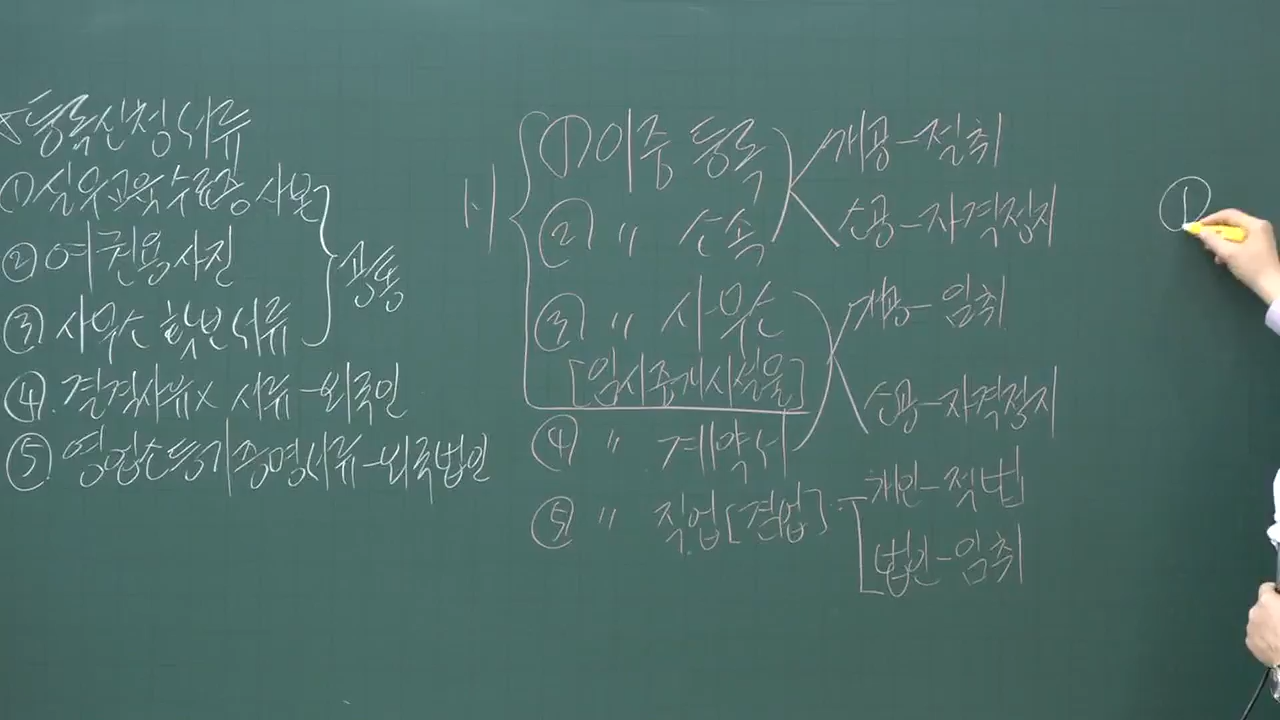 ☆등록신청서류
① 실무교육수료증 사본
② 여권용사진
③ 사무소 확보서류
공통
④. 결격사유x 서류-외국인
⑤. 영업소등기증명서류-외국법인
1-1
① 이중 등록
② 〃 소속
개공-절취
소공-자격정지
③ 〃 사무소
[임시중개시설물]
④ 〃 계약서
개공-임취
소공-자격정지
⑤ 〃 직업[겸업]:
개인-적법
법인-임취
①